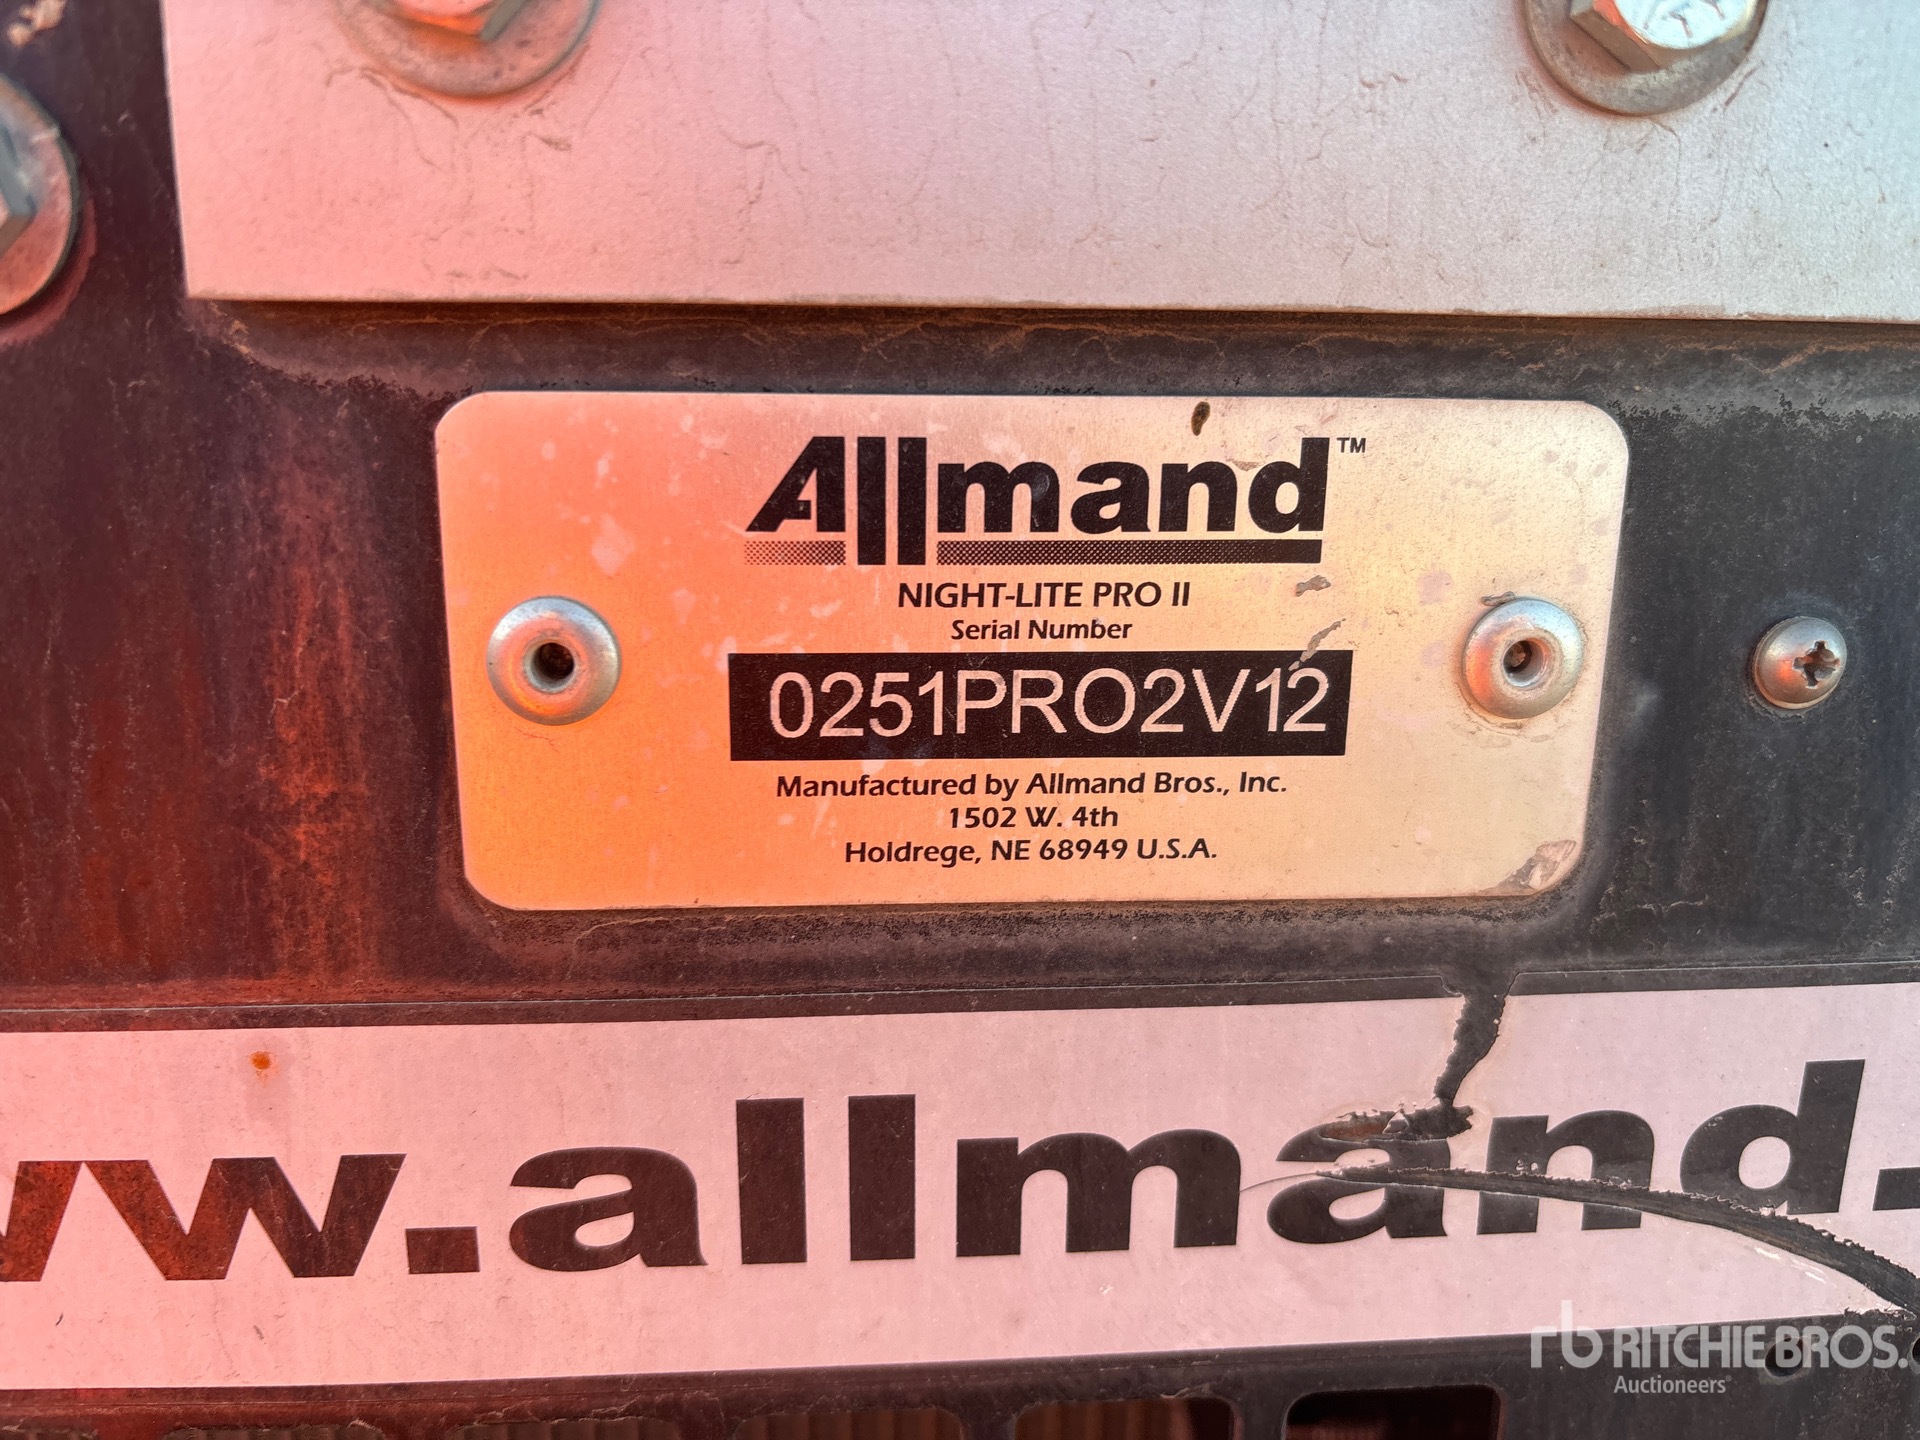 Allmand™
NIGHT-LITE PRO II
Serial Number
0251PRO2V12
Manufactured by Allmand Bros., Inc.
1502 W. 4th
Holdrege, NE 68949 U.S.A.
ww.allmand.
rb RITCHIE BROS.
Auctioneers